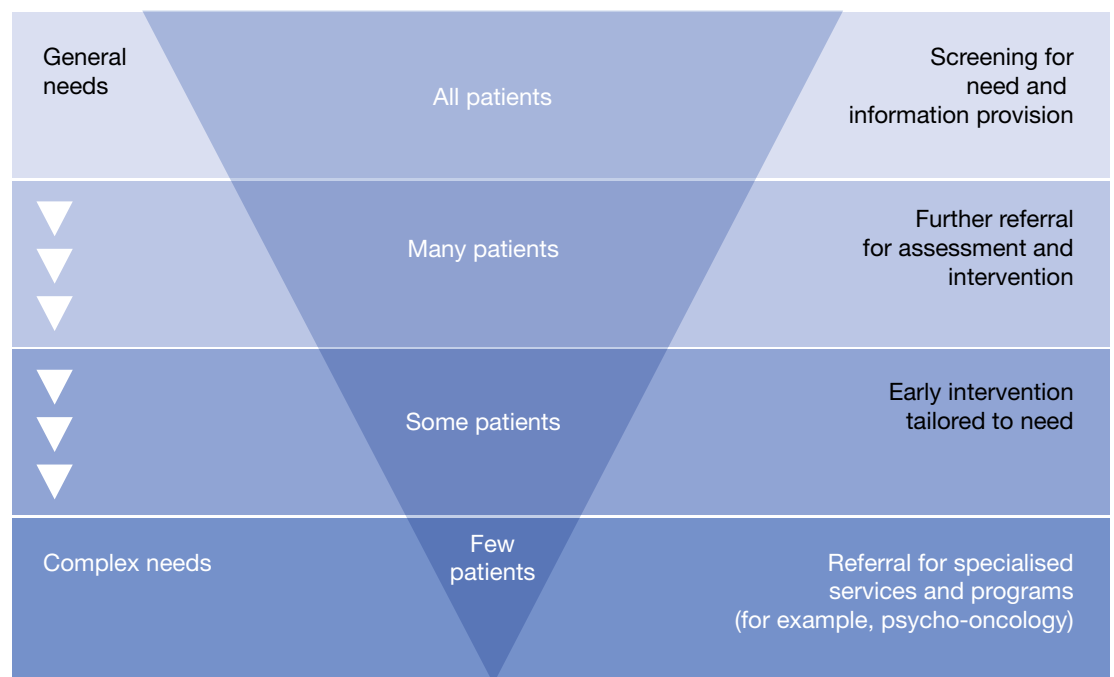 General
needs
All patients
Screening for
need and
information provision
Many patients
Further referral
for assessment and
intervention
Some patients
Early intervention
tailored to need
Complex needs
Few
patients
Referral for specialised
services and programs
(for example, psycho-oncology)